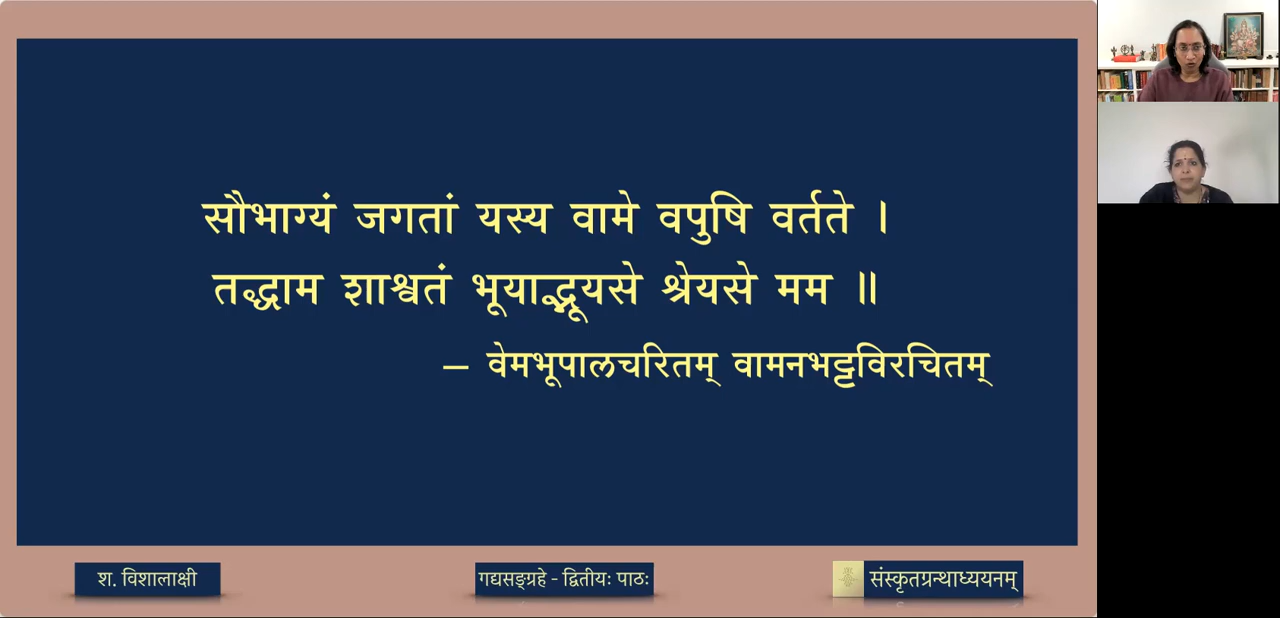 सौभाग्यं जगतां यस्य वामे वपुषि वर्तते ।
तद्धाम शाश्वतं भूयाद्भूयसे श्रेयसे मम ॥
– वेमभूपालचरितम् वामनभट्टविरचितम्
श. विशालाक्षी
गद्यसङ्ग्रहे - द्वितीयः पाठः
संस्कृतग्रन्थाध्ययनम्